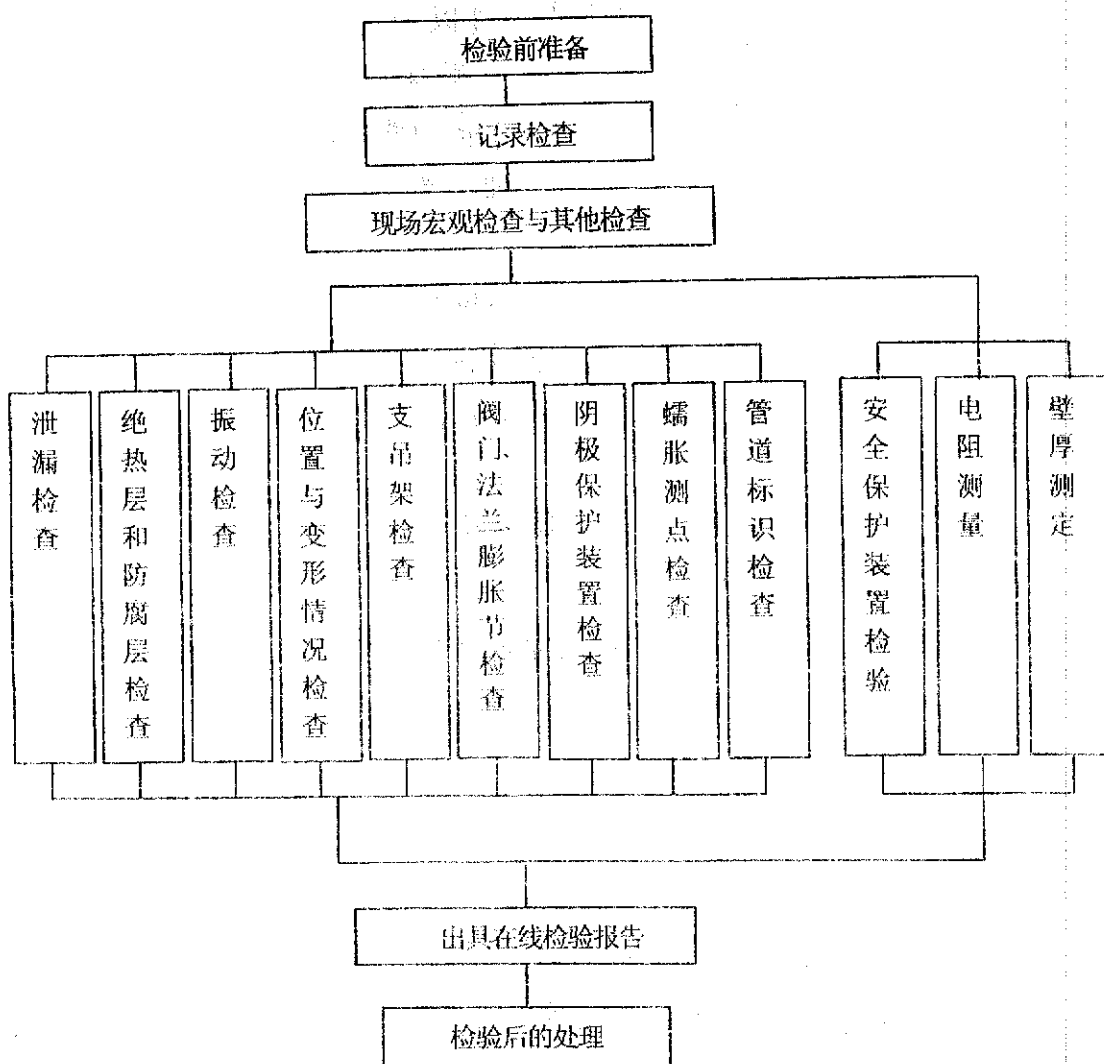 检验前准备
记录检查
现场宏观检查与其他检查
泄漏检查
绝热层和防腐层检查
振动检查
位置与变形情况检查
支吊架检查
阀门、法兰、膨胀节检查
阴极保护装置检查
蠕胀测点检查
管道标识检查
安全保护装置检验
电阻测量
壁厚测定
出具在线检验报告
检验后的处理